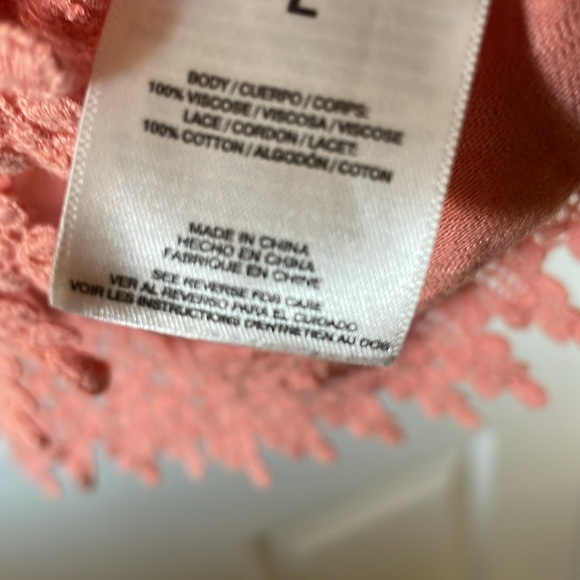 L
BODY / CUERPO / CORPS:
100% VISCOSE / VISCOSA / VISCOSE
LACE / CORDON / LACET:
100% COTTON / ALGODÓN / COTON
MADE IN CHINA
HECHO EN CHINA
FABRIQUE EN CHINE
SEE REVERSE FOR CARE
VER AL REVERSO PARA EL CUIDADO
VOIR LES INSTRUCTIONS D'ENTRETIEN AU DOS